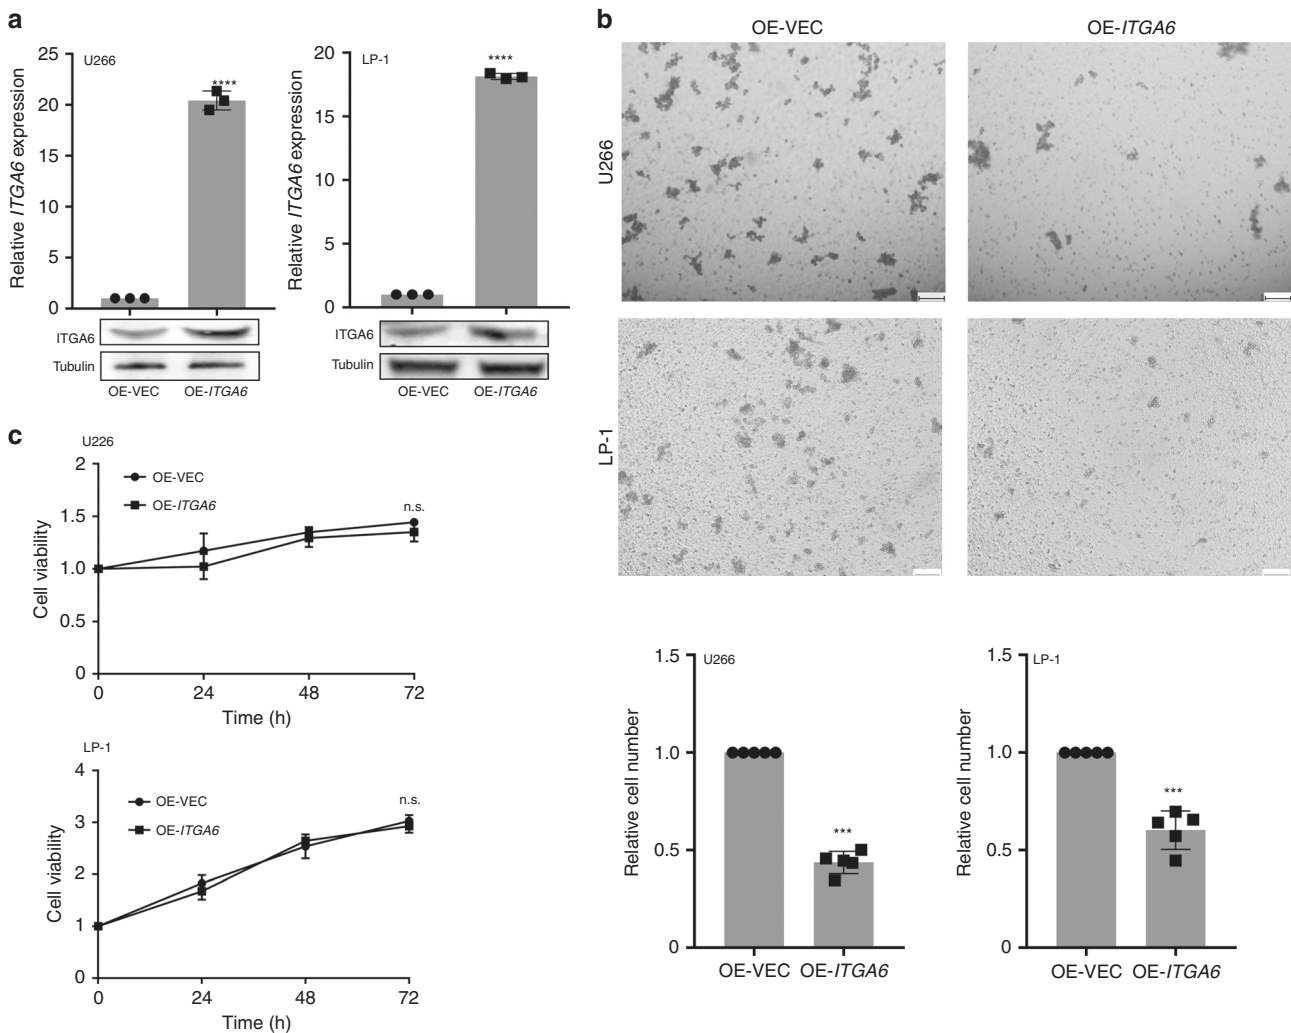 a
U266
Relative ITGA6 expression
25
20
15
10
5
0
****
ITGA6
Tubulin
OE-VEC OE-ITGA6
LP-1
Relative ITGA6 expression
20
15
10
5
0
****
ITGA6
Tubulin
OE-VEC OE-ITGA6
b
OE-VEC OE-ITGA6
U266
LP-1
U266
Relative cell number
1.5
1.0
0.5
0
***
OE-VEC OE-ITGA6
LP-1
Relative cell number
1.5
1.0
0.5
0
***
OE-VEC OE-ITGA6
c
U226
Cell viability
2
1.5
1.0
0.5
0
OE-VEC
OE-ITGA6
n.s.
0 24 48 72
Time (h)
LP-1
Cell viability
4
3
2
1
0
OE-VEC
OE-ITGA6
n.s.
0 24 48 72
Time (h)